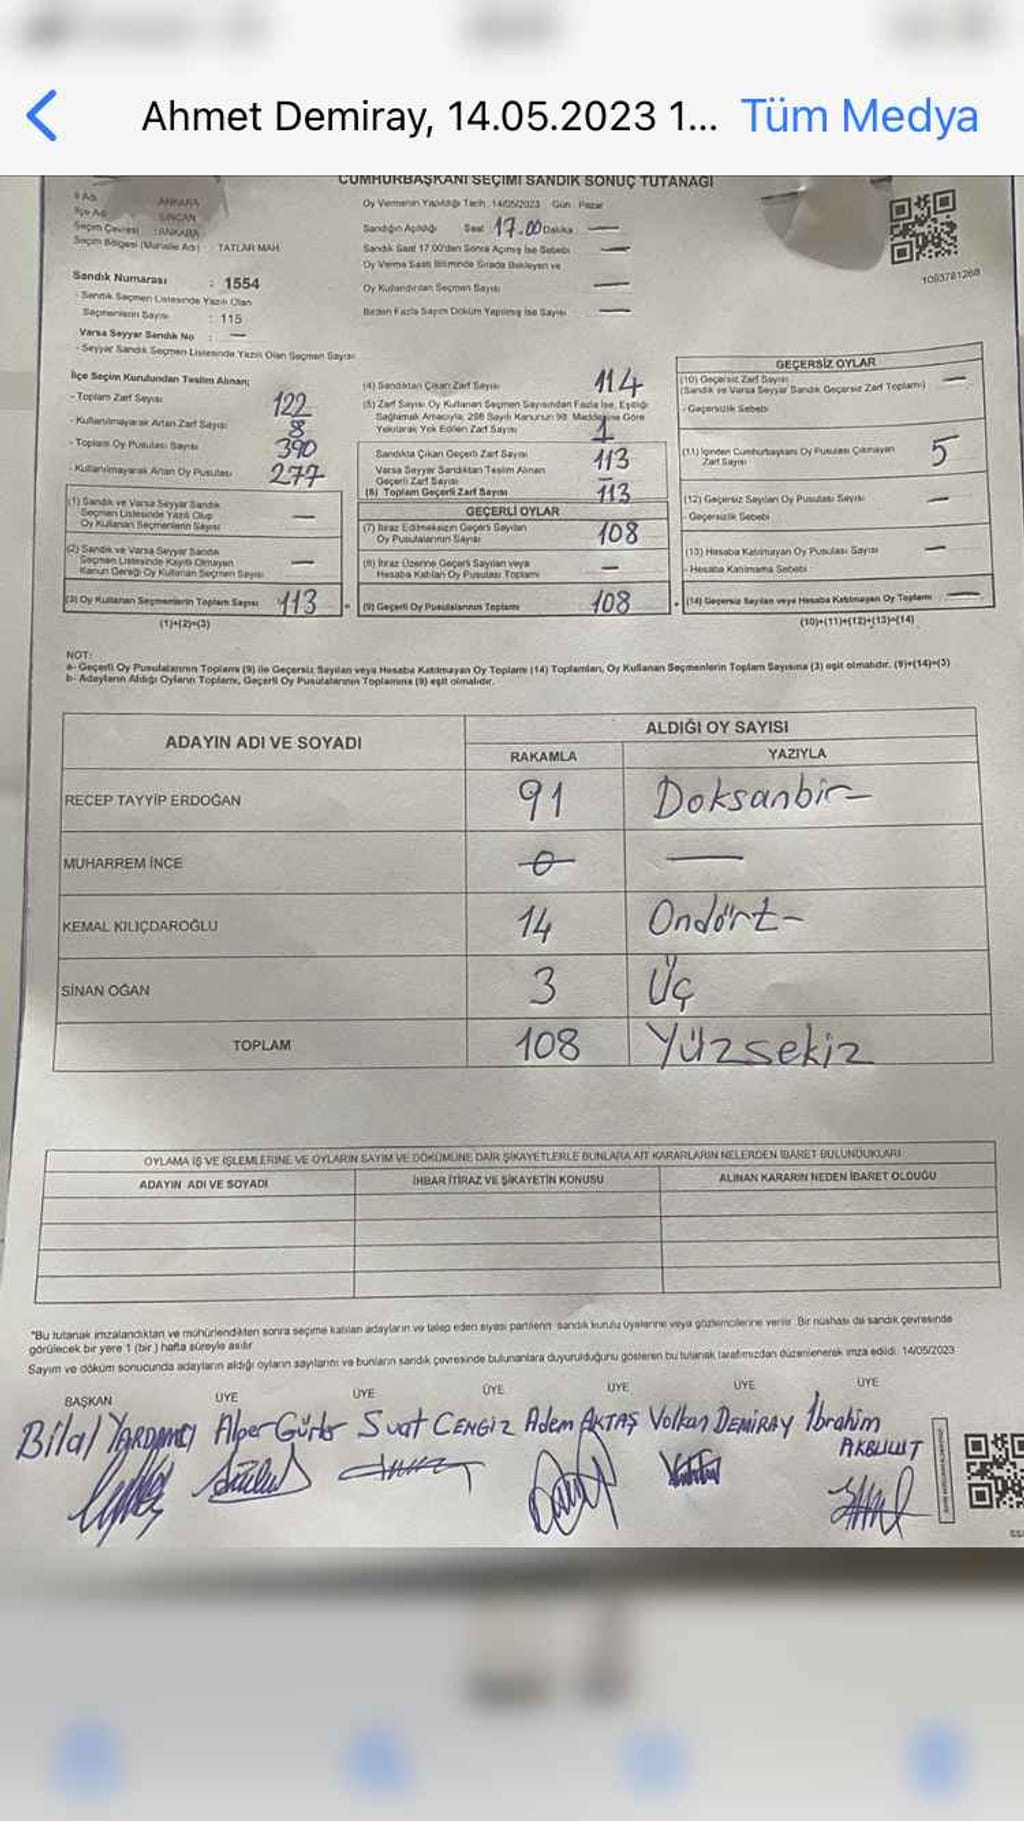 Ahmet Demiray, 14.05.2023 1... Tüm Medya
CUMHURBAŞKANI SEÇİMİ SANDIK SONUÇ TUTANAĞI
İl Adı ANKARA
İlçe Adı SİNCAN
Seçim Çevresi : ANKARA
Seçim Bölgesi (Mahalle Adı) : TATLAR MAH.
Sandık Numarası : 1554
- Sandık Seçmen Listesinde Yazılı Olan
Seçmenlerin Sayısı : 115
Varsa Seyyar Sandık No : —
- Seyyar Sandık Seçmen Listesinde Yazılı Olan Seçmen Sayısı
Oy Vermenin Yapıldığı Tarih : 14/05/2023 Gün : Pazar
Sandığın Açıldığı Saat 17.00 Dakika —
Sandık Saat 17.00'den Sonra Açılmış İse Sebebi —
Oy Verme Saati Bitiminde Sırada Bekleyen ve
Oy Kullandırılan Seçmen Sayısı —
Birden Fazla Sayım Döküm Yapılmış İse Sayısı —
1093781268
İlçe Seçim Kurulundan Teslim Alınan;
- Toplam Zarf Sayısı 122
- Kullanılmayarak Artan Zarf Sayısı 8
- Toplam Oy Pusulası Sayısı 390
- Kullanılmayarak Artan Oy Pusulası 277
(1) Sandık ve Varsa Seyyar Sandık
Seçmen Listesinde Yazılı Olup
Oy Kullanan Seçmenlerin Sayısı —
(2) Sandık ve Varsa Seyyar Sandık
Seçmen Listesinde Kayıtlı Olmayan
Kanun Gereği Oy Kullanan Seçmen Sayısı —
(3) Oy Kullanan Seçmenlerin Toplam Sayısı 113
(1)+(2)=(3)
(4) Sandıktan Çıkan Zarf Sayısı 114
(5) Zarf Sayısı Oy Kullanan Seçmen Sayısından Fazla İse, Eşitliği
Sağlamak Amacıyla, 298 Sayılı Kanunun 98. Maddesine Göre
Yakılarak Yok Edilen Zarf Sayısı 1
Sandıkta Çıkan Geçerli Zarf Sayısı 113
Varsa Seyyar Sandıktan Teslim Alınan
Geçerli Zarf Sayısı —
(6) Toplam Geçerli Zarf Sayısı 113
GEÇERLİ OYLAR
(7) İtiraz Edilmeksizin Geçerli Sayılan
Oy Pusulalarının Sayısı 108
(8) İtiraz Üzerine Geçerli Sayılan veya
Hesaba Katılan Oy Pusulası Toplamı —
(9) Geçerli Oy Pusulalarının Toplamı 108
GEÇERSİZ OYLAR
(10) Geçersiz Zarf Sayısı
(Sandık ve Varsa Seyyar Sandık Geçersiz Zarf Toplamı) —
- Geçersizlik Sebebi
(11) İçinden Cumhurbaşkanı Oy Pusulası Çıkmayan
Zarf Sayısı 5
(12) Geçersiz Sayılan Oy Pusulası Sayısı —
- Geçersizlik Sebebi
(13) Hesaba Katılmayan Oy Pusulası Sayısı —
- Hesaba Katılmama Sebebi
(14) Geçersiz Sayılan veya Hesaba Katılmayan Oy Toplamı —
(10)+(11)+(12)+(13)=(14)
NOT:
a- Geçerli Oy Pusulalarının Toplamı (9) ile Geçersiz Sayılan veya Hesaba Katılmayan Oy Toplamı (14) Toplamları, Oy Kullanan Seçmenlerin Toplam Sayısına (3) eşit olmalıdır. (9)+(14)=(3)
b- Adayların Aldığı Oyların Toplamı, Geçerli Oy Pusulalarının Toplamına (9) eşit olmalıdır.
ADAYIN ADI VE SOYADI ALDIĞI OY SAYISI
RAKAMLA YAZIYLA
RECEP TAYYİP ERDOĞAN 91 Doksanbir-
MUHARREM İNCE 0 —
KEMAL KILIÇDAROĞLU 14 Ondört-
SİNAN OĞAN 3 Üç
TOPLAM 108 Yüzsekiz
OYLAMA İŞ VE İŞLEMLERİNE VE OYLARIN SAYIM VE DÖKÜMÜNE DAİR ŞİKAYETLERLE BUNLARA AİT KARARLARIN NELERDEN İBARET BULUNDUKLARI
ADAYIN ADI VE SOYADI İHBAR İTİRAZ VE ŞİKAYETİN KONUSU ALINAN KARARIN NEDEN İBARET OLDUĞU
"Bu tutanak imzalandıktan ve mühürlendikten sonra seçime katılan adayların ve talep eden siyasi partilerin sandık kurulu üyelerine veya gözlemcilerine verilir. Bir nüshası da sandık çevresinde
görülecek bir yere 1 (bir ) hafta süreyle asılır.
Sayım ve döküm sonucunda adayların aldığı oyların sayılarını ve bunların sandık çevresinde bulunanlara duyurulduğunu gösteren bu tutanak tarafımızdan düzenlenerek imza edildi. 14/05/2023
BAŞKAN ÜYE ÜYE ÜYE ÜYE ÜYE ÜYE
Bilal YARDIMCI Alper Gürler Suat CENGİZ Adem AKTAŞ Volkan DEMİRAY İbrahim
AKBULUT